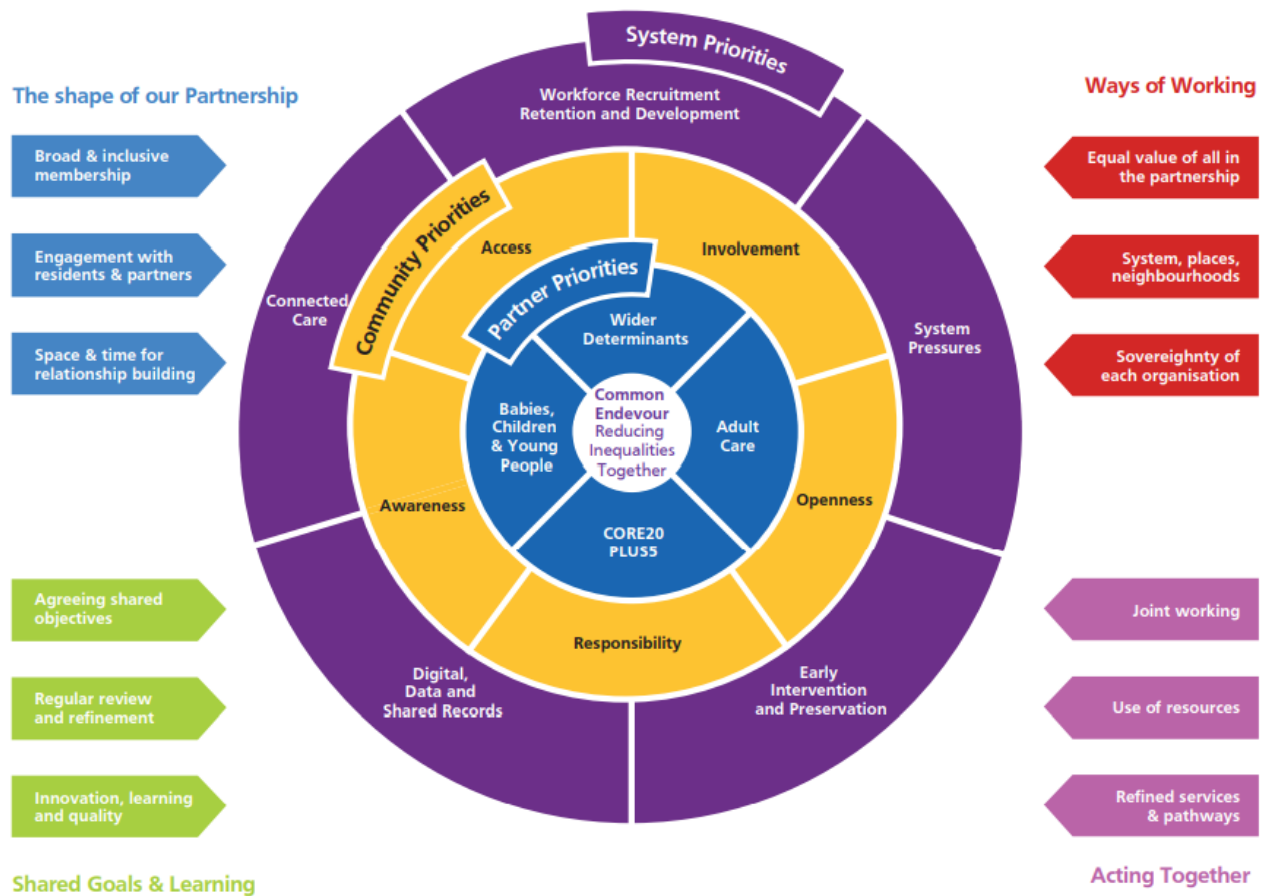 System Priorities
The shape of our Partnership
Broad & inclusive
membership
Engagement with
residents & partners
Space & time for
relationship building
Ways of Working
Equal value of all in
the partnership
System, places,
neighbourhoods
Sovereighnty of
each organisation
Workforce Recruitment
Retention and Development
Connected
Care
System
Pressures
Community Priorities
Access
Involvement
Partner Priorities
Wider
Determinants
Babies,
Children
& Young
People
Common
Endevour
Reducing
Inequalities
Together
Adult
Care
Awareness
Openness
CORE20
PLUS5
Responsibility
Digital,
Data and
Shared Records
Early
Intervention
and Preservation
Agreeing shared
objectives
Regular review
and refinement
Innovation, learning
and quality
Shared Goals & Learning
Joint working
Use of resources
Refined services
& pathways
Acting Together